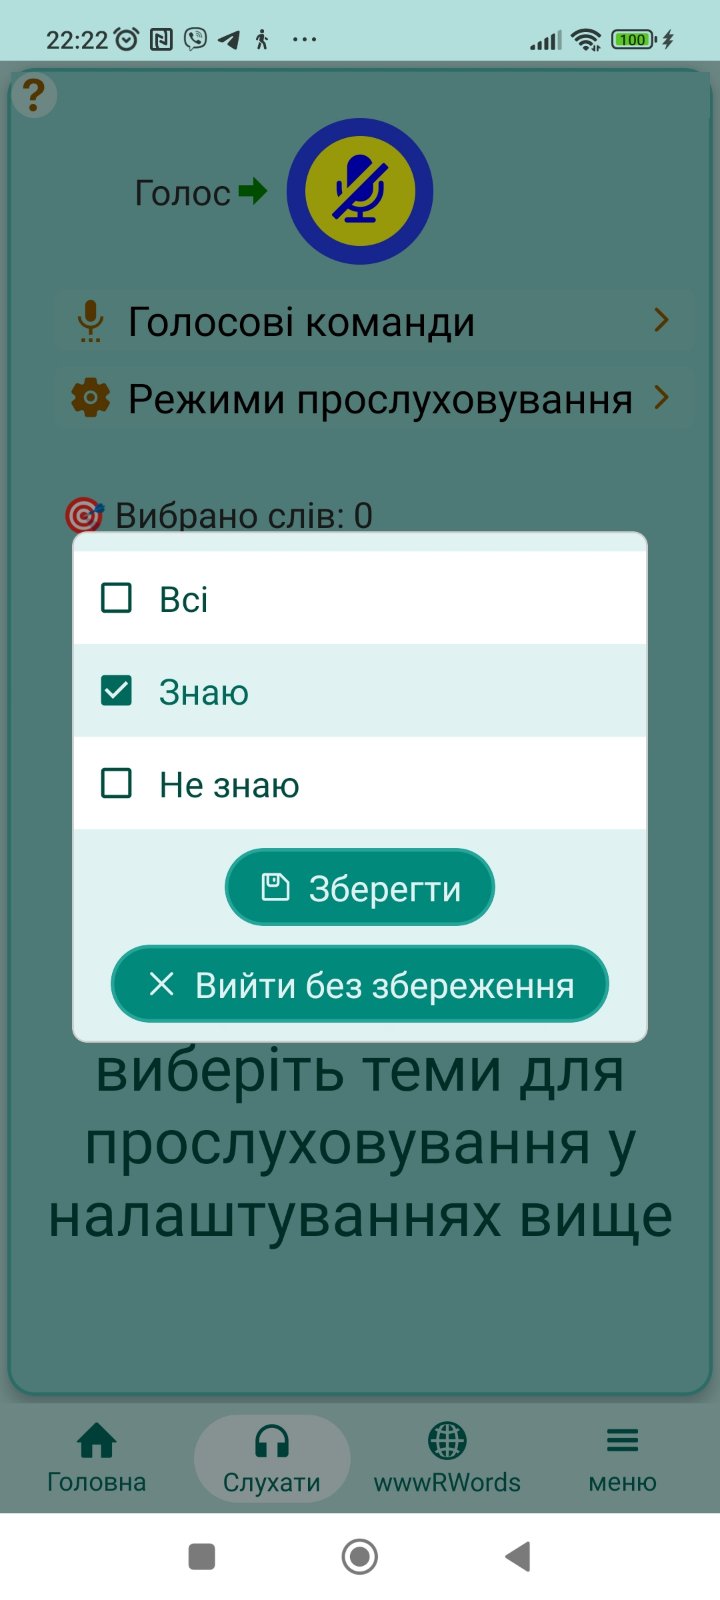 22:22
100
?
Голос
Голосові команди
Режими прослуховування
Вибрано слів: 0
Всі
Знаю
Не знаю
Зберегти
Вийти без збереження
виберіть теми для
прослуховування у
налаштуваннях вище
Головна
Слухати
wwwRWords
меню